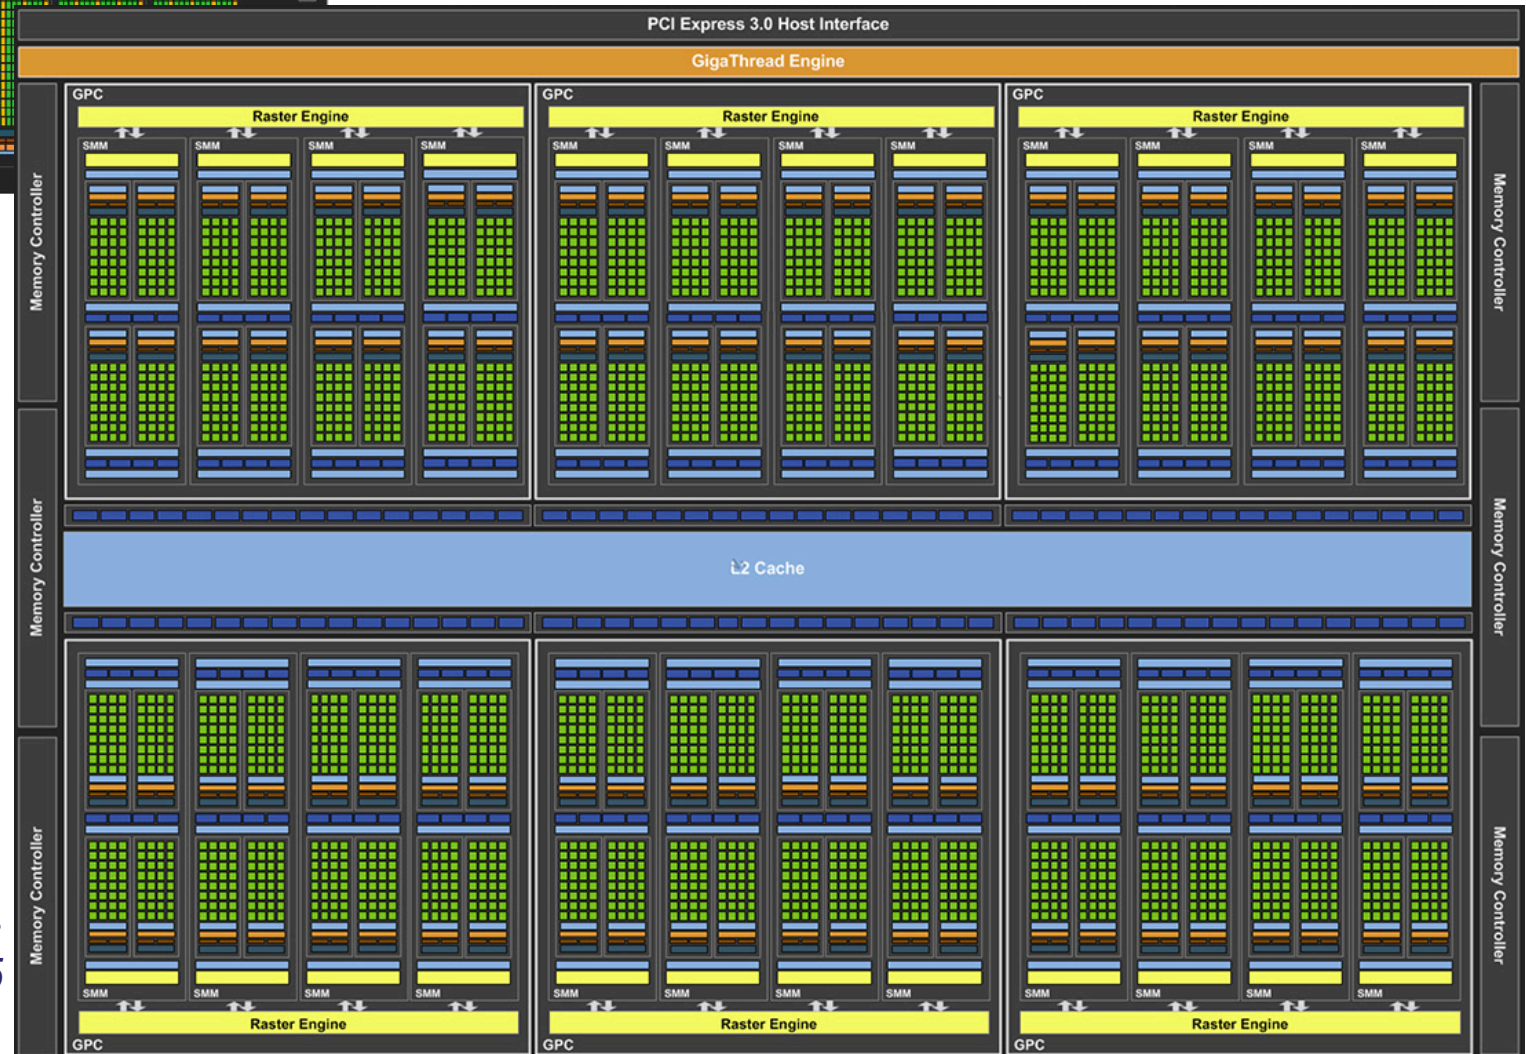 PCI Express 3.0 Host Interface
GigaThread Engine
GPC
GPC
GPC
Raster Engine
Raster Engine
Raster Engine
SMM
SMM
SMM
SMM
SMM
SMM
SMM
SMM
SMM
SMM
SMM
SMM
Memory Controller
Memory Controller
Memory Controller
Memory Controller
L2 Cache
Memory Controller
Memory Controller
SMM
SMM
SMM
SMM
SMM
SMM
SMM
SMM
SMM
SMM
SMM
SMM
Raster Engine
Raster Engine
Raster Engine
GPC
GPC
GPC